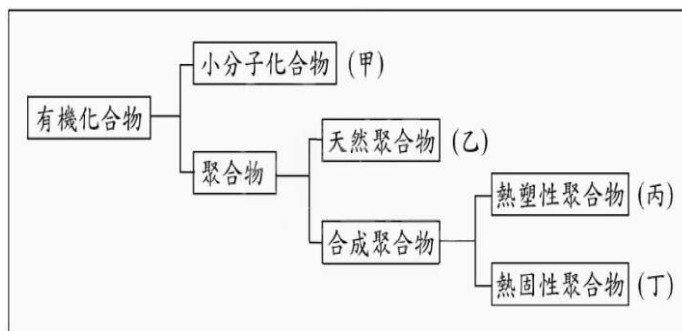 小分子化合物 (甲)
有機化合物
天然聚合物 (乙)
聚合物
熱塑性聚合物 (丙)
合成聚合物
熱固性聚合物 (丁)